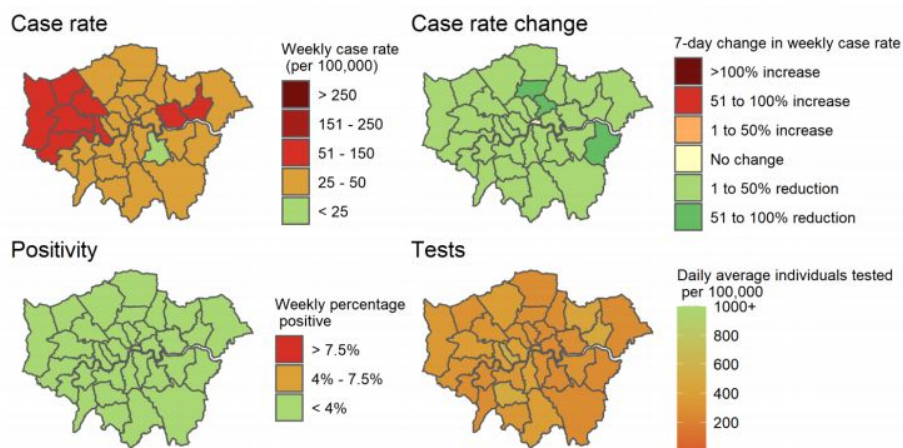 Case rate
Weekly case rate
(per 100,000)
> 250
151 - 250
51 - 150
25 - 50
< 25
Case rate change
7-day change in weekly case rate
>100% increase
51 to 100% increase
1 to 50% increase
No change
1 to 50% reduction
51 to 100% reduction
Positivity
Weekly percentage
positive
> 7.5%
4% - 7.5%
< 4%
Tests
Daily average individuals tested
per 100,000
1000+
800
600
400
200